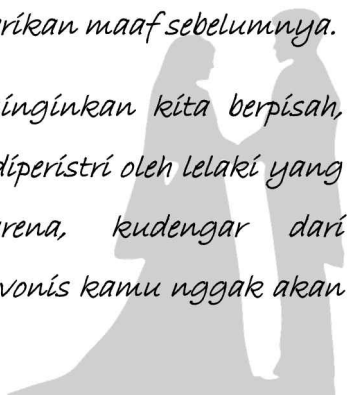 rikan maaf sebelumnya.
inginkan kita berpisah,
diperistri oleh lelaki yang
rena, kudengar dari
vonis kamu nggak akan